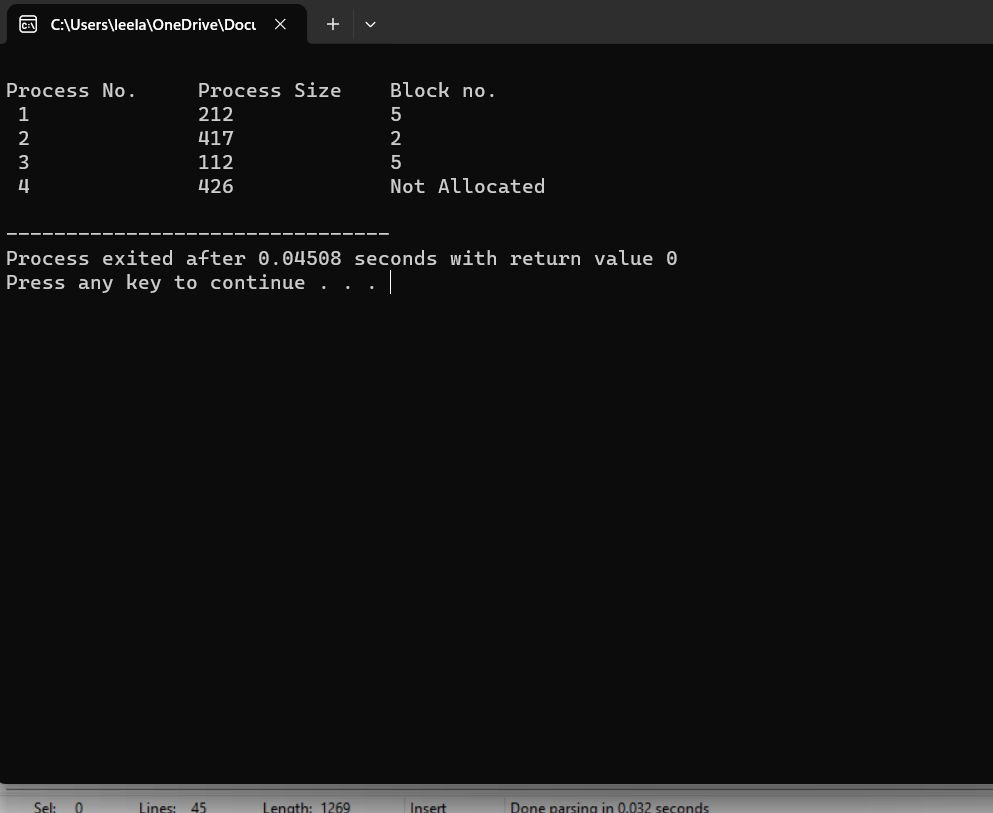 C:\Users\leela\OneDrive\Docu
Process No. Process Size Block no.
1 212 5
2 417 2
3 112 5
4 426 Not Allocated
--------------------------------
Process exited after 0.04508 seconds with return value 0
Press any key to continue . . .
Sel: 0 Lines: 45 Length: 1269 Insert Done parsing in 0.032 seconds